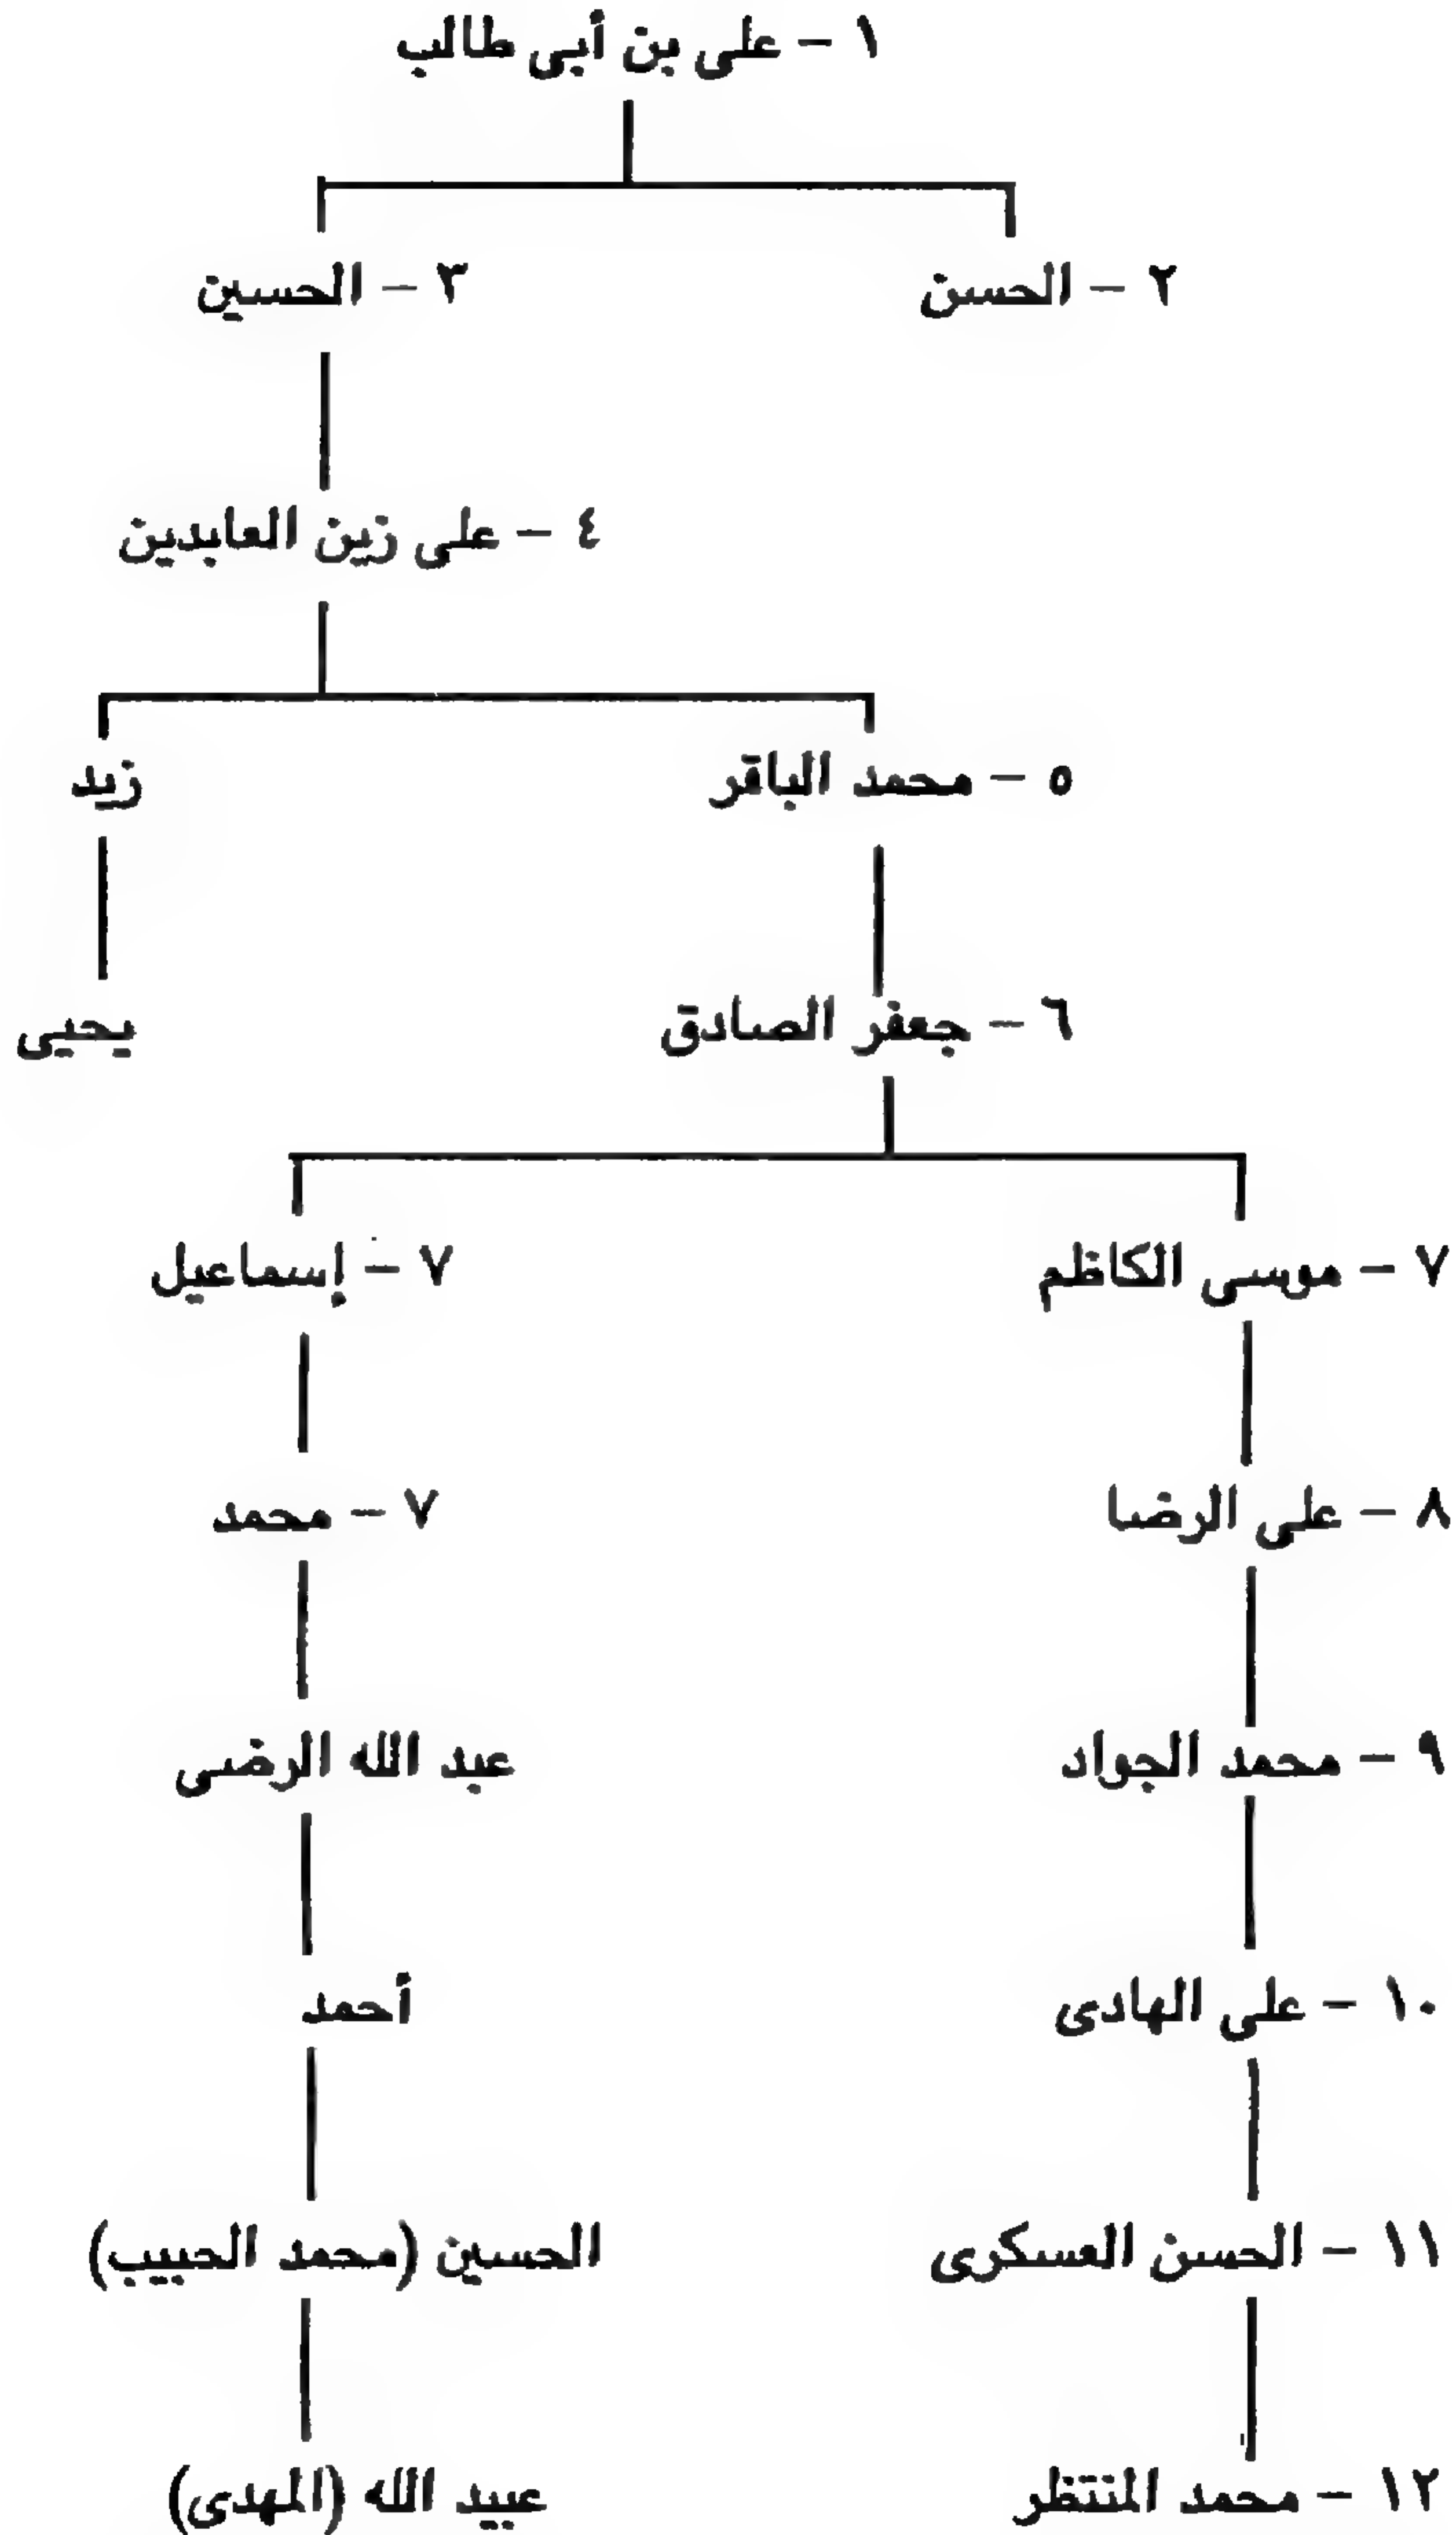 ١ – على بن أبى طالب
٢ – الحسن
٣ – الحسين
٤ – على زين العابدين
٥ – محمد الباقر
زيد
٦ – جعفر الصادق
يحيى
٧ – موسى الكاظم
٧ – إسماعيل
٨ – على الرضا
٧ – محمد
٩ – محمد الجواد
عبد الله الرضى
١٠ – على الهادى
أحمد
١١ – الحسن العسكرى
الحسين (محمد الحبيب)
١٢ – محمد المنتظر
عبيد الله (المهدى)